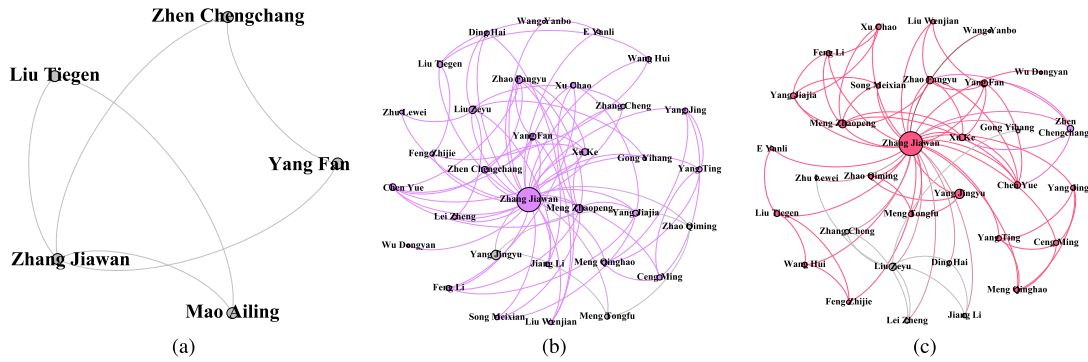 Zhen Chengchang
Liu Tiegen
Yang Fan
Zhang Jiawan
Mao Ailing
(a)
Wang Yanbo
Ding Hai
E Yanli
Liu Tiegen
Wang Hui
Zhao Fangyu
Xu Chao
Zhu Lewei
Liu Zeyu
Zhang Cheng
Yang Jing
Yang Fan
Feng Zhijie
Xu Ke
Gong Yihang
Zhen Chengchang
Yang Ting
Chen Yue
Zhang Jiawan
Meng Zhaopeng
Yang Jiajia
Lei Zheng
Zhao Qiming
Wu Dongyan
Yang Jingyu
Jiang Li
Meng Qinghao
Ceng Ming
Feng Li
Song Meixian
Liu Wenjian
Meng Tongfu
(b)
Xu Chao
Liu Wenjian
Wang Yanbo
Feng Li
Wu Dongyan
Zhao Fangyu
Yang Fan
Yang Jiajia
Song Meixian
Meng Zhaopeng
Gong Yihang
Zhen
Chengchang
Xu Ke
Zhang Jiawan
E Yanli
Zhu Lewei
Zhao Qiming
Chen Yue
Yang Jing
Yang Jingyu
Liu Tiegen
Meng Tongfu
Zhang Cheng
Yang Ting
Ceng Ming
Wang Hui
Liu Zeyu
Ding Hai
Meng Qinghao
Feng Zhijie
Lei Zheng
Jiang Li
(c)